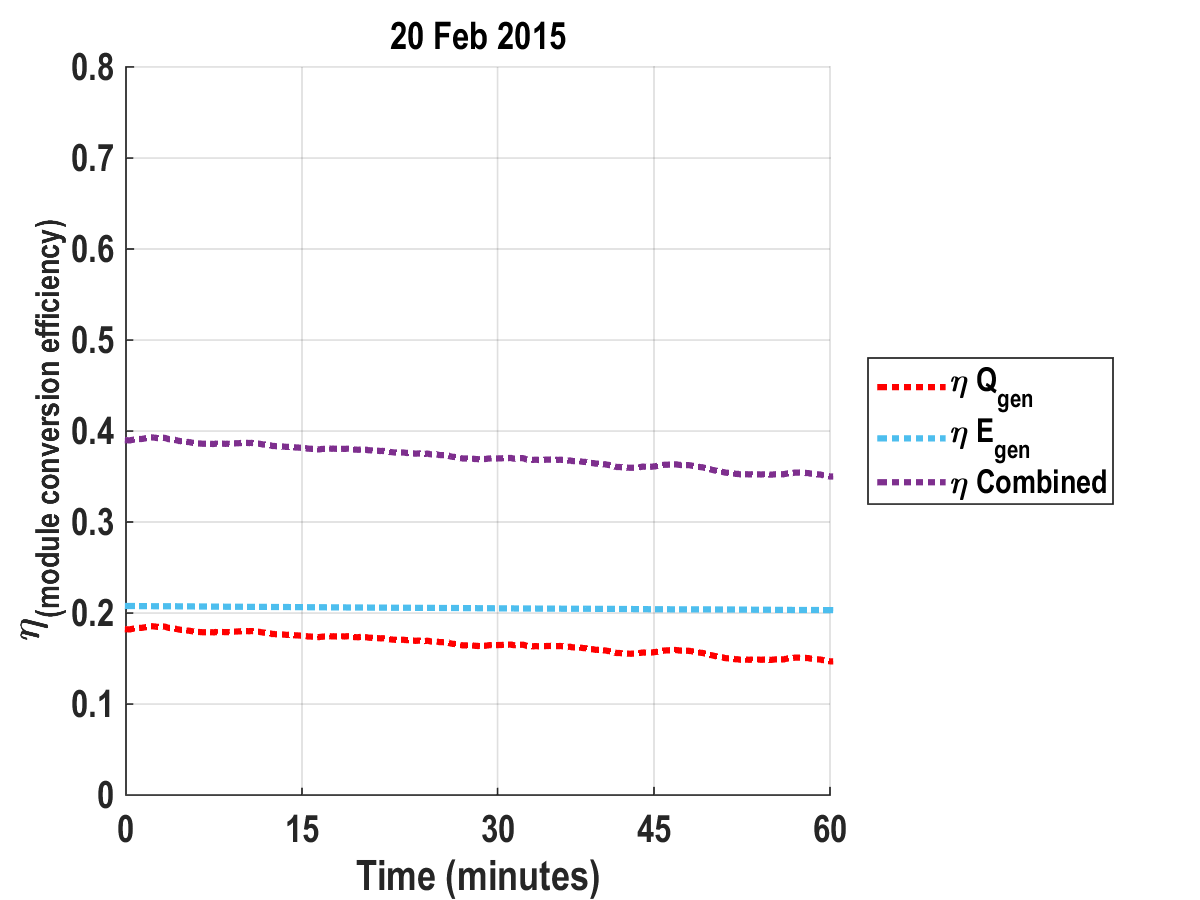 20 Feb 2015
0.8
0.7
0.6
0.5
0.4
0.3
0.2
0.1
0
η(module conversion efficiency)
0 15 30 45 60
Time (minutes)
η Qgen
η Egen
η Combined